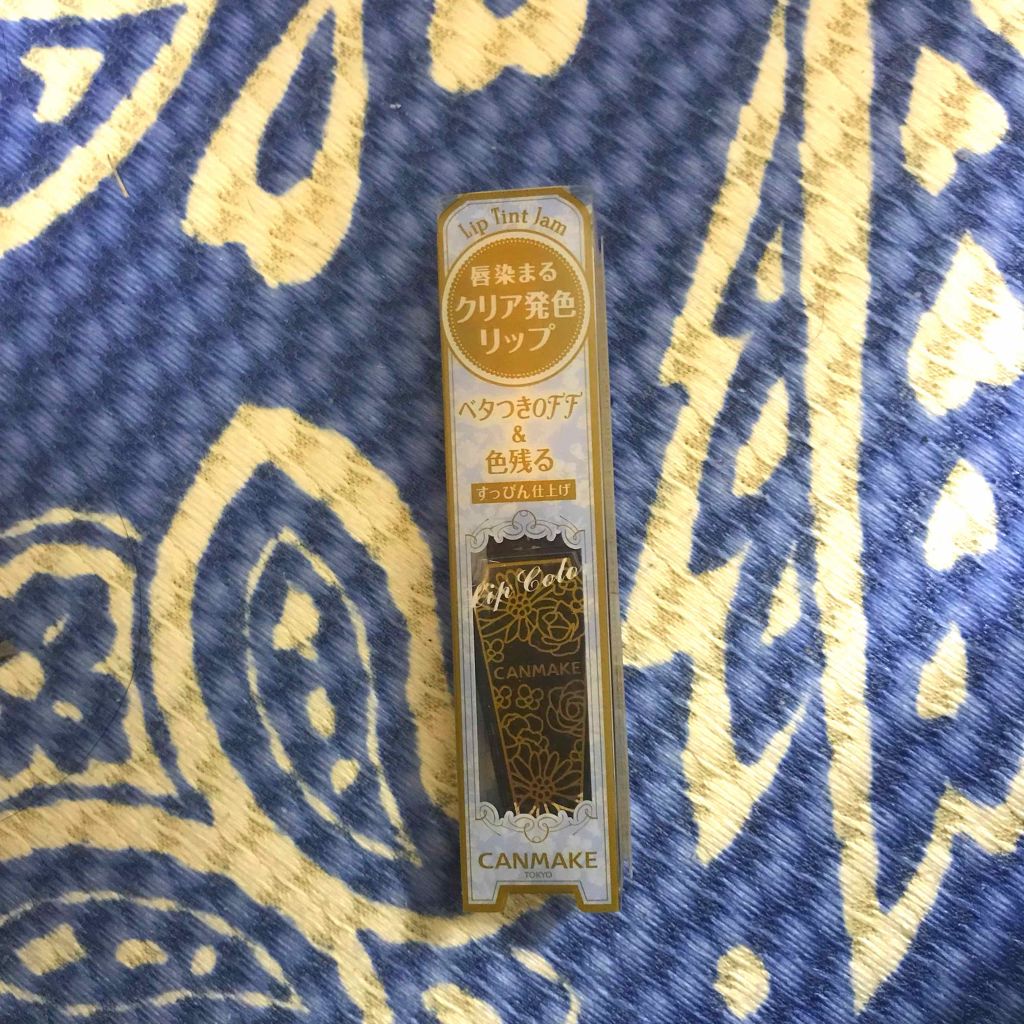 Lip Tint Jam
唇染まる
クリア発色
リップ
ベタつきOFF
&
色残る
すっぴん仕上げ
Lip Colo
CANMAKE
CANMAKE
TOKYO